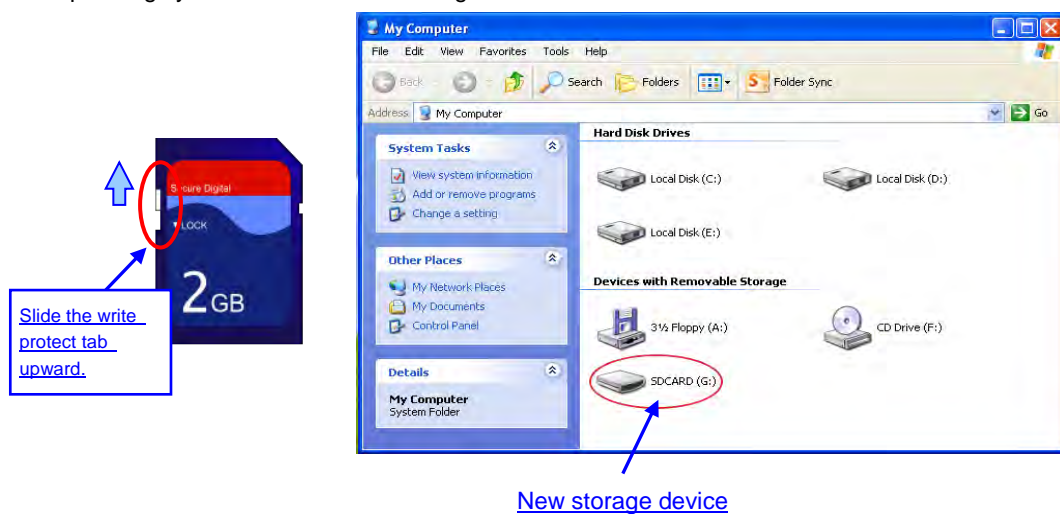 My Computer
File Edit View Favorites Tools Help
Back Search Folders Folder Sync
Address My Computer Go
System Tasks
View system information
Add or remove programs
Change a setting
Other Places
My Network Places
My Documents
Control Panel
Details
My Computer
System Folder
Hard Disk Drives
Local Disk (C:) Local Disk (D:)
Local Disk (E:)
Devices with Removable Storage
3½ Floppy (A:) CD Drive (F:)
SDCARD (G:)
Secure Digital
LOCK
2GB
Slide the write
protect tab
upward.
New storage device